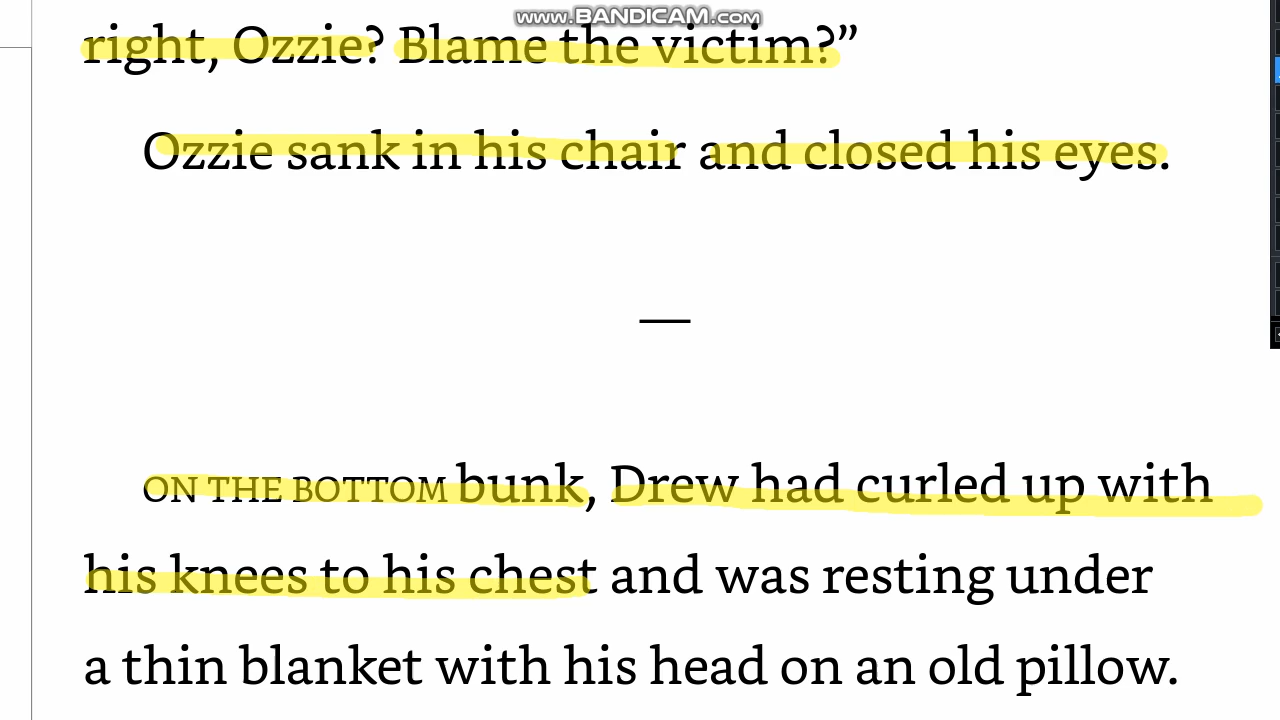 www.BANDICAM.com
right, Ozzie? Blame the victim?”
Ozzie sank in his chair and closed his eyes.
—
ON THE BOTTOM bunk, Drew had curled up with
his knees to his chest and was resting under
a thin blanket with his head on an old pillow.